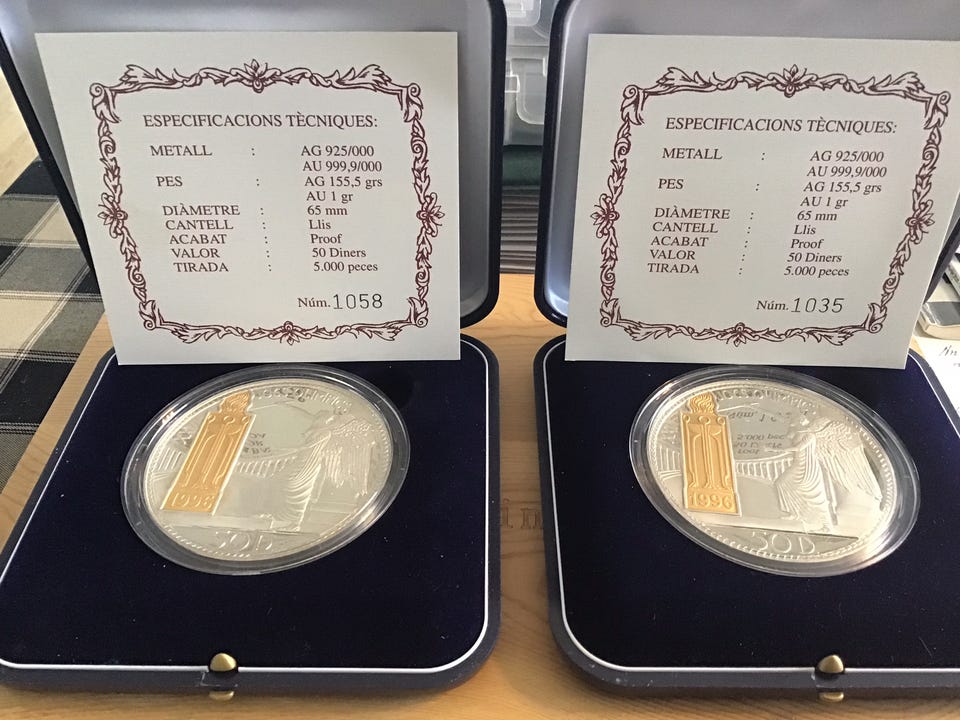 ESPECIFICACIONS TÈCNIQUES:
METALL : AG 925/000
AU 999,9/000
PES : AG 155,5 grs
AU 1 gr
DIÀMETRE : 65 mm
CANTELL : Llis
ACABAT : Proof
VALOR : 50 Diners
TIRADA : 5.000 peces
Núm. 1058
50 D
ESPECIFICACIONS TÈCNIQUES:
METALL : AG 925/000
AU 999,9/000
PES : AG 155,5 grs
AU 1 gr
DIÀMETRE : 65 mm
CANTELL : Llis
ACABAT : Proof
VALOR : 50 Diners
TIRADA : 5.000 peces
Núm. 1035
1996
50 D